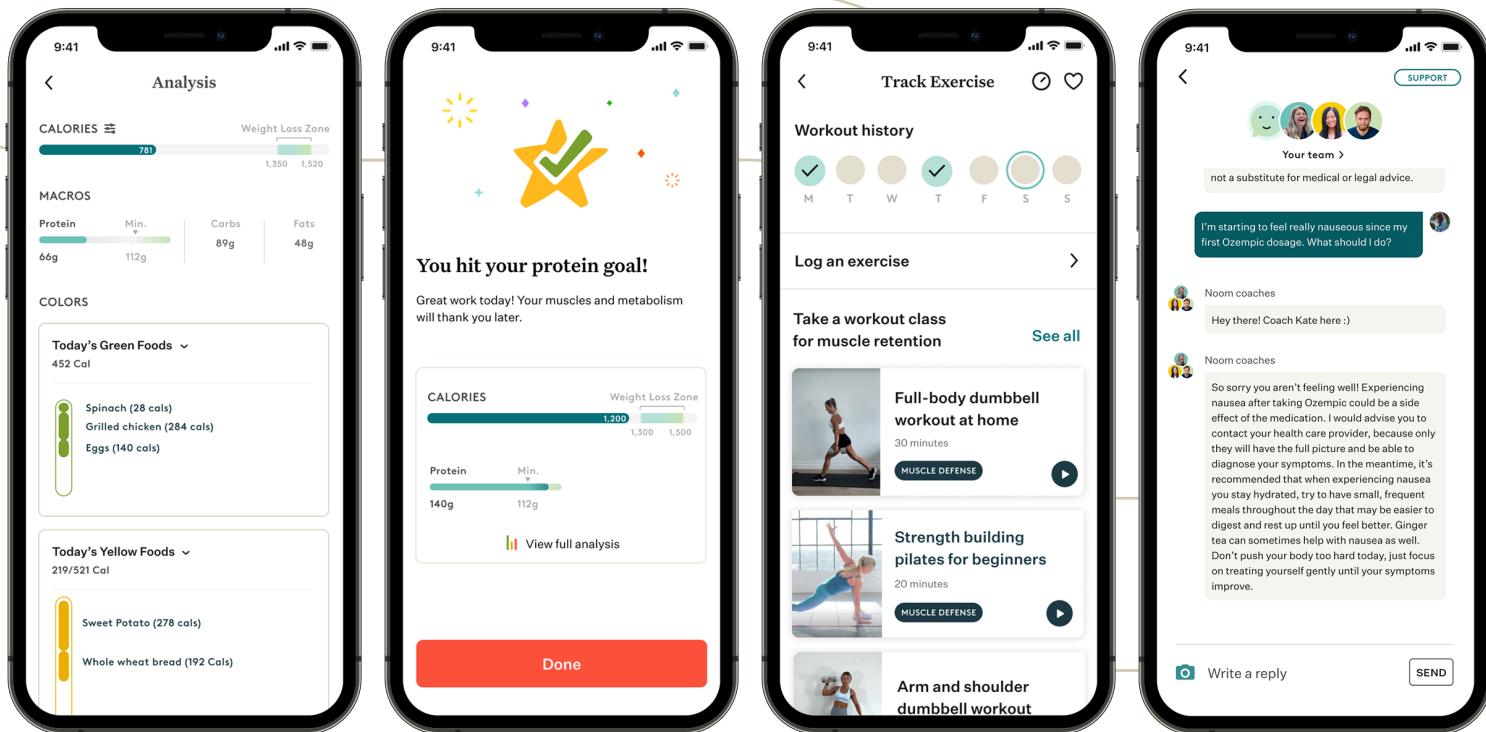 9:41
Analysis
CALORIES
Weight Loss Zone
781
1,350 1,520
MACROS
Protein Min. Carbs Fats
89g 48g
66g 112g
COLORS
Today's Green Foods
452 Cal
Spinach (28 cals)
Grilled chicken (284 cals)
Eggs (140 cals)
Today's Yellow Foods
219/521 Cal
Sweet Potato (278 cals)
Whole wheat bread (192 Cals)
9:41
You hit your protein goal!
Great work today! Your muscles and metabolism
will thank you later.
CALORIES
Weight Loss Zone
1,200
1,300 1,500
Protein Min.
140g 112g
View full analysis
Done
9:41
Track Exercise
Workout history
M T W T F S S
Log an exercise
Take a workout class
for muscle retention
See all
Full-body dumbbell
workout at home
30 minutes
MUSCLE DEFENSE
Strength building
pilates for beginners
20 minutes
MUSCLE DEFENSE
Arm and shoulder
dumbbell workout
9:41
SUPPORT
Your team
not a substitute for medical or legal advice.
I'm starting to feel really nauseous since my
first Ozempic dosage. What should I do?
Noom coaches
Hey there! Coach Kate here :)
Noom coaches
So sorry you aren't feeling well! Experiencing
nausea after taking Ozempic could be a side
effect of the medication. I would advise you to
contact your health care provider, because only
they will have the full picture and be able to
diagnose your symptoms. In the meantime, it's
recommended that when experiencing nausea
you stay hydrated, try to have small, frequent
meals throughout the day that may be easier to
digest and rest up until you feel better. Ginger
tea can sometimes help with nausea as well.
Don't push your body too hard today, just focus
on treating yourself gently until your symptoms
improve.
Write a reply
SEND